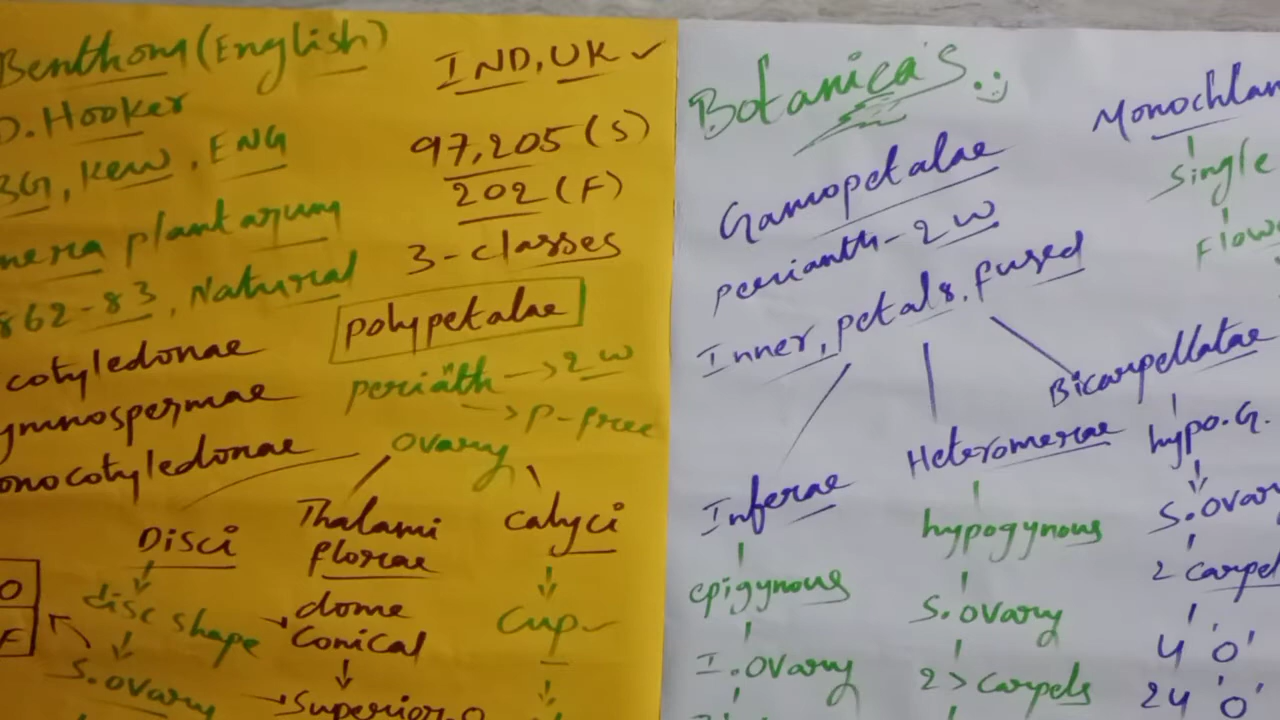 Benthom (English)
D. Hooker
BG, Kew, ENG
nera plantarum
862-83, Natural
cotyledonae
ymnospermae
onocotyledonae
IND, UK ✓
97,205 (S)
202 (F)
3-classes
polypetalae
perianth → 2 w
→ p-free
ovary
Disci
disc shape
S. ovary
O
F
Thalami
florae
dome
Conical
Superior.O
calyci
Cup
Botanica's.
Gamopetalae
perianth-2 w
Inner, petals, fused
Inferae
epigynous
I. ovary
Heteromerae
hypogynous
S. ovary
2> carpels
Bicarpellatae
hypo.G.
S. ovar
2 carpel
4 'O'
24 'O'
Monochlam
single
Flow